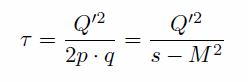 τ = Q′² / 2p · q = Q′² / s − M²